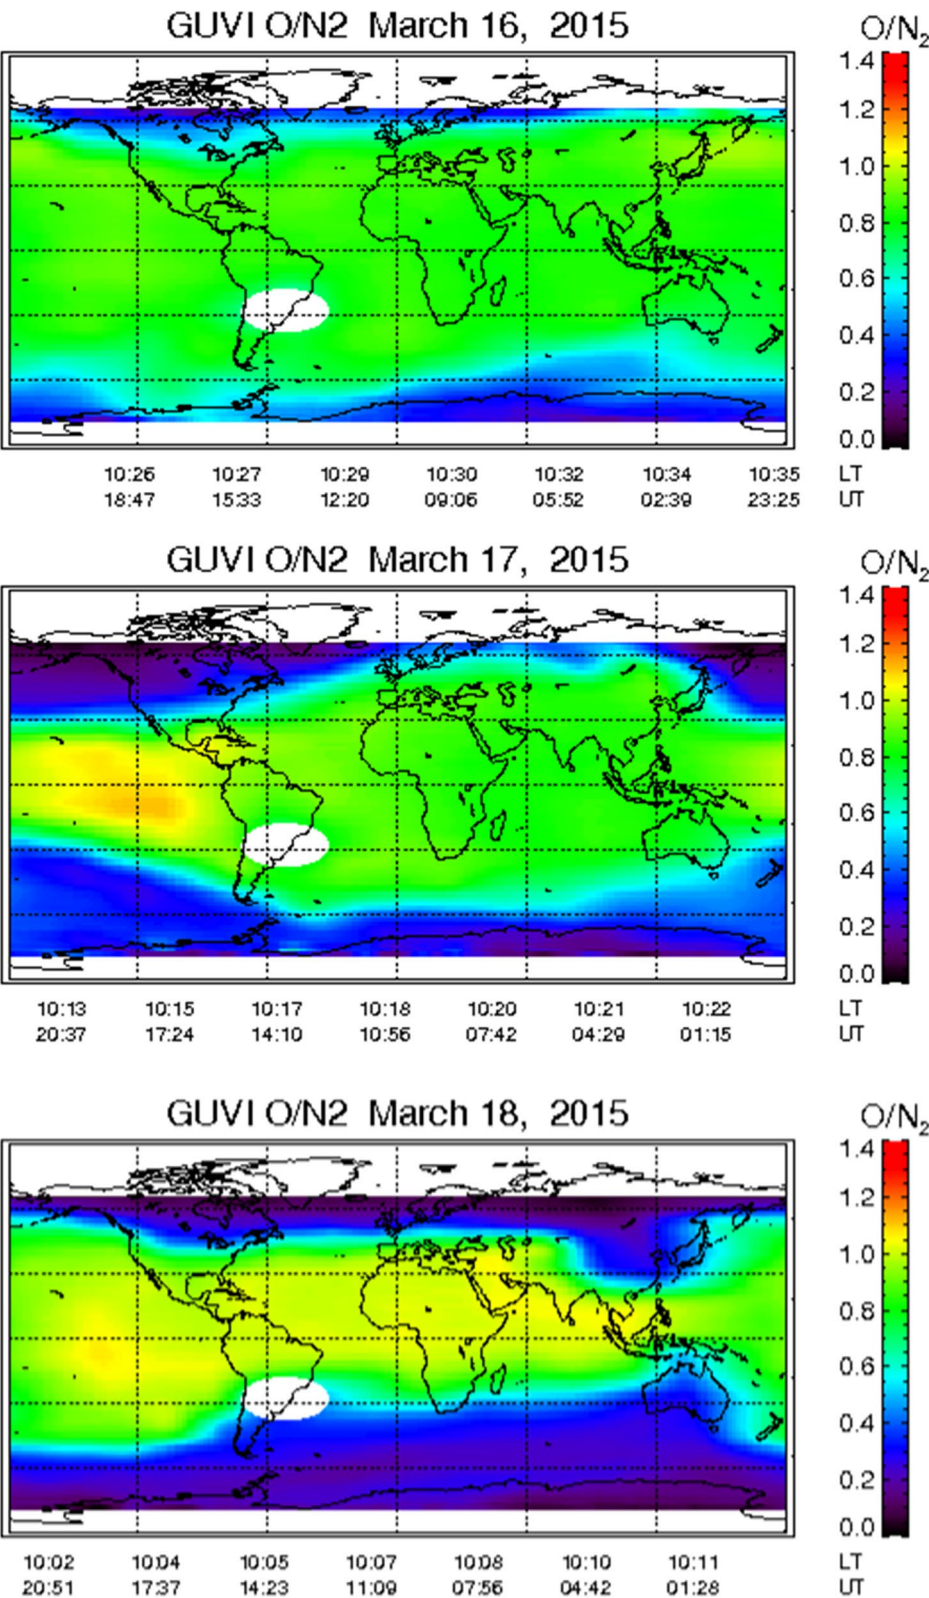 GUVI O/N2 March 16, 2015
O/N2
1.4
1.2
1.0
0.8
0.6
0.4
0.2
0.0
10:26 10:27 10:29 10:30 10:32 10:34 10:35 LT
18:47 15:33 12:20 09:06 05:52 02:39 23:25 UT
GUVI O/N2 March 17, 2015
O/N2
1.4
1.2
1.0
0.8
0.6
0.4
0.2
0.0
10:13 10:15 10:17 10:18 10:20 10:21 10:22 LT
20:37 17:24 14:10 10:56 07:42 04:29 01:15 UT
GUVI O/N2 March 18, 2015
O/N2
1.4
1.2
1.0
0.8
0.6
0.4
0.2
0.0
10:02 10:04 10:05 10:07 10:08 10:10 10:11 LT
20:51 17:37 14:23 11:09 07:56 04:42 01:28 UT